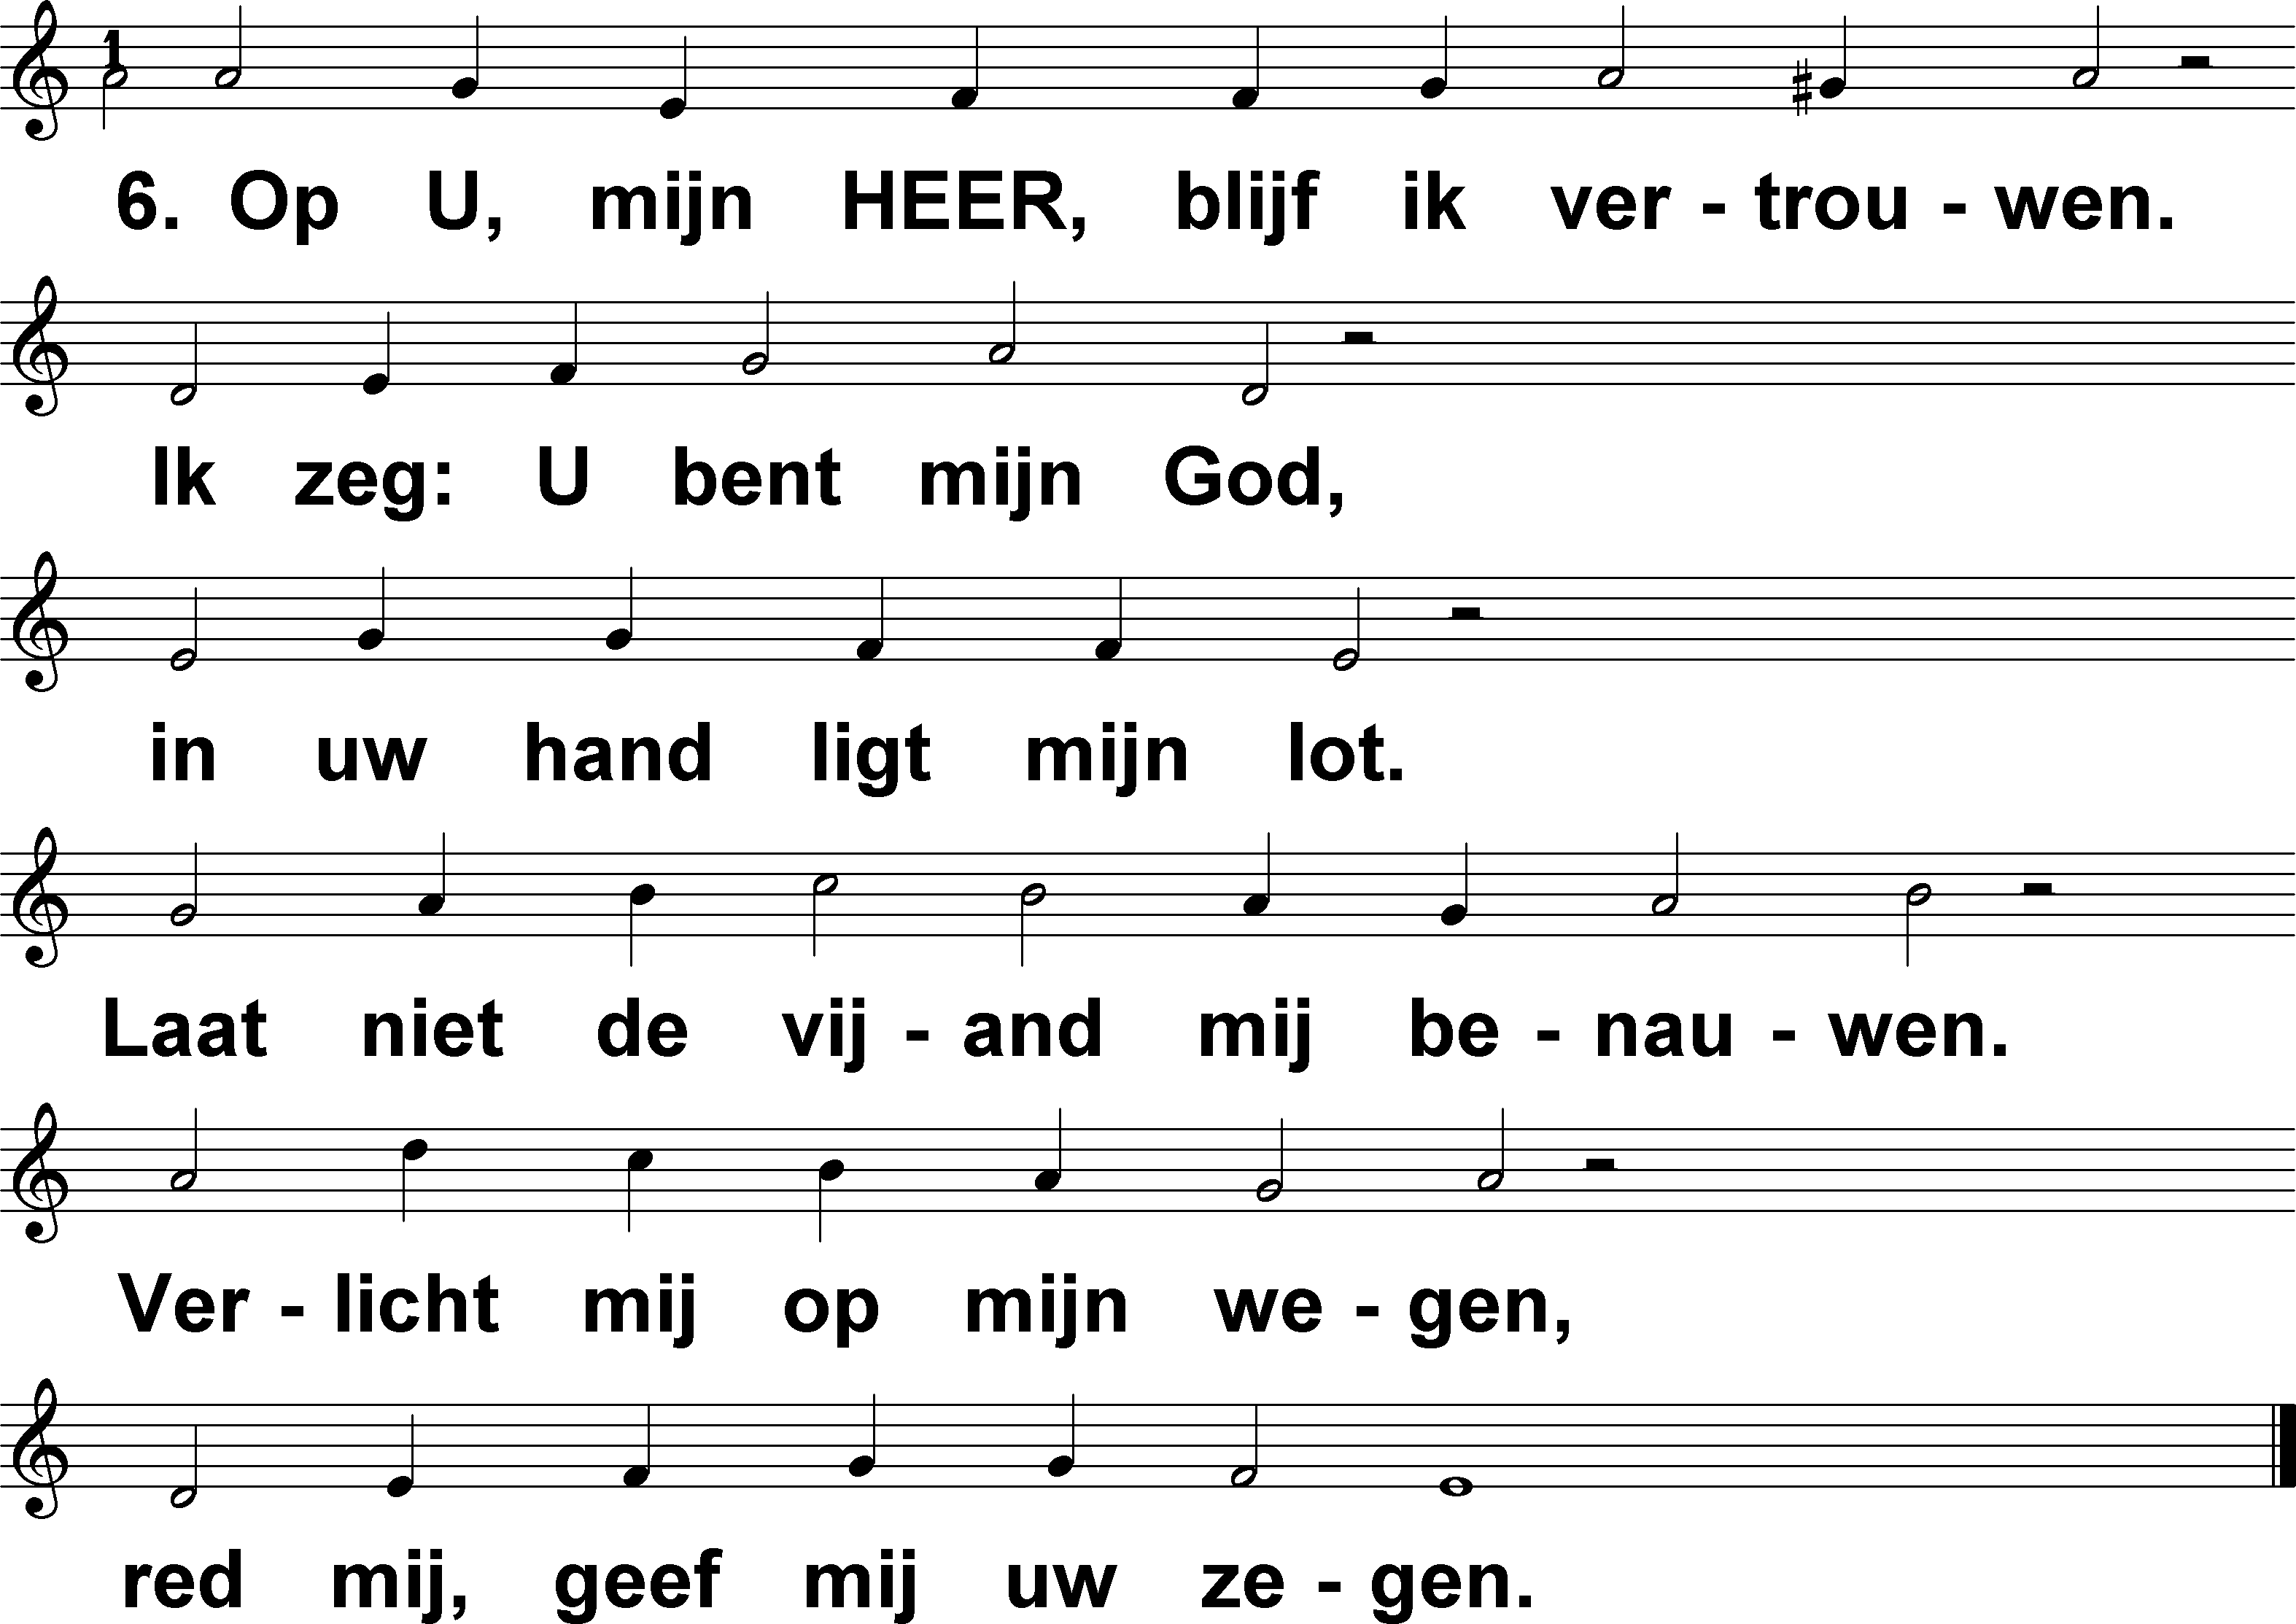 6. Op U, mijn HEER, blijf ik ver - trou - wen.
Ik zeg: U bent mijn God,
in uw hand ligt mijn lot.
Laat niet de vij - and mij be - nau - wen.
Ver - licht mij op mijn we - gen,
red mij, geef mij uw ze - gen.